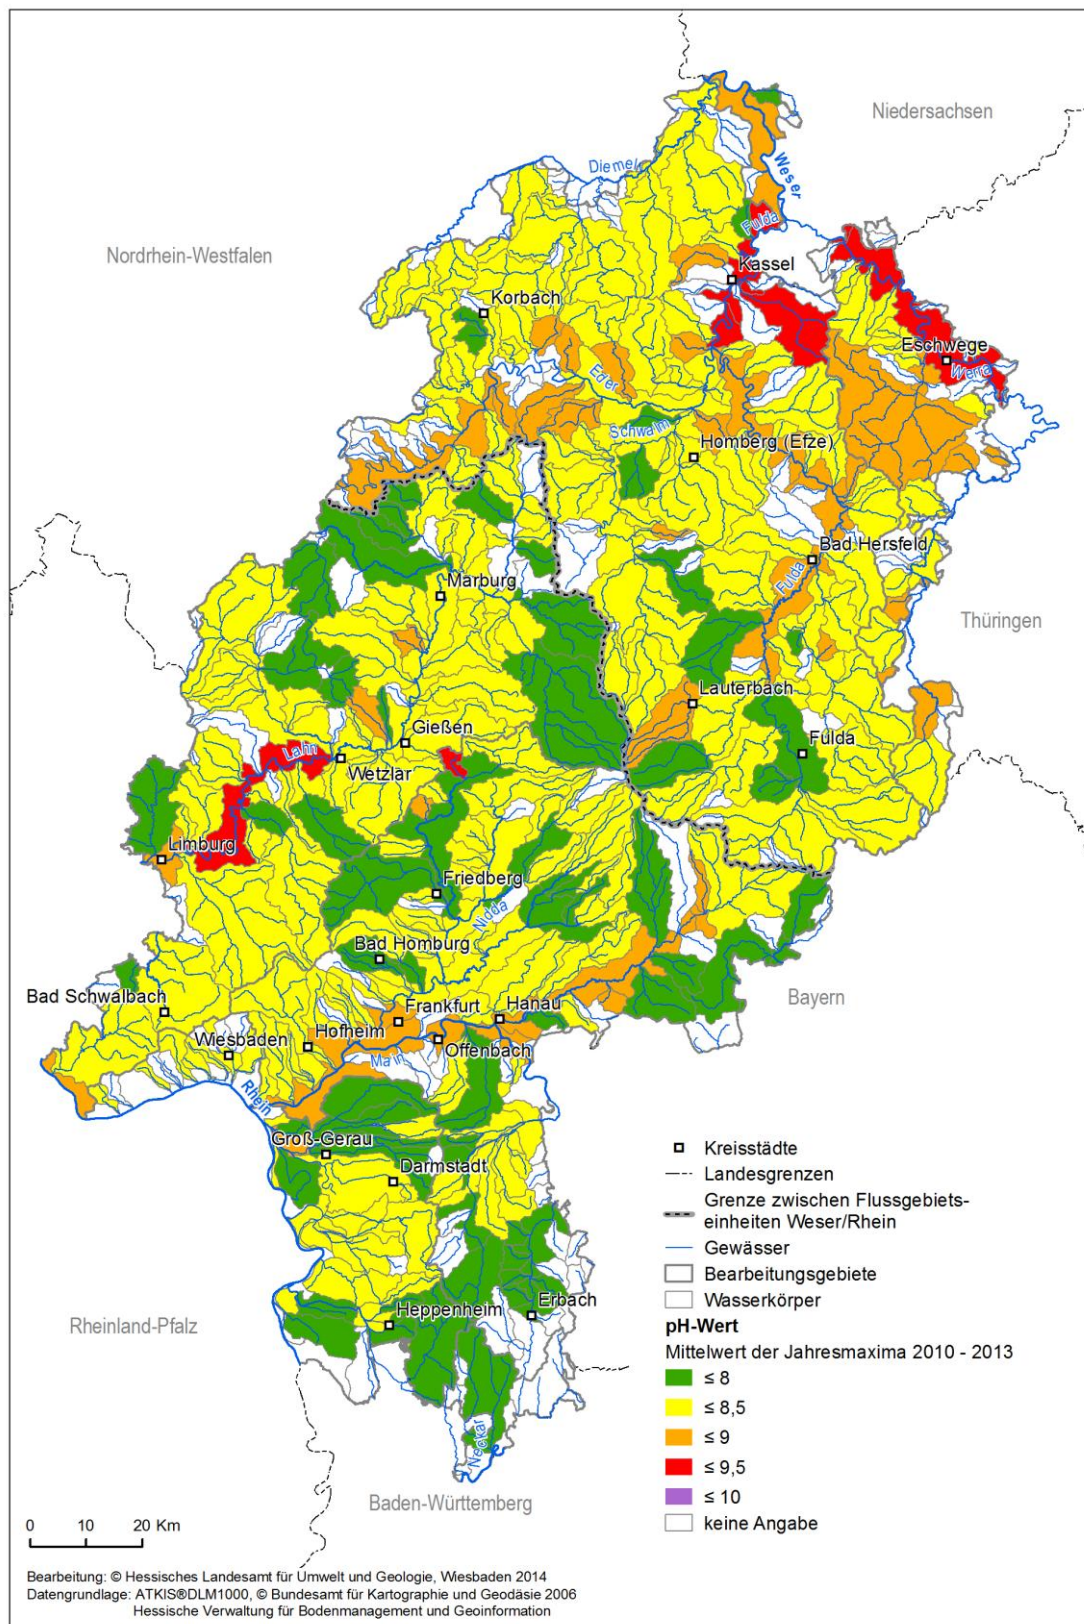 Niedersachsen
Diemel
Weser
Fulda
Nordrhein-Westfalen
Kassel
Korbach
Eschwege
Werra
Eder
Schwalm
Homberg (Efze)
Bad Hersfeld
Fulda
Marburg
Thüringen
Lauterbach
Gießen
Fulda
Lahn
Wetzlar
Limburg
Friedberg
Nidda
Bad Homburg
Bad Schwalbach
Frankfurt
Hanau
Bayern
Hofheim
Wiesbaden
Offenbach
Main
Rhein
Groß-Gerau
Darmstadt
Heppenheim
Erbach
Rheinland-Pfalz
Neckar
Baden-Württemberg
Kreisstädte
Landesgrenzen
Grenze zwischen Flussgebiets-
einheiten Weser/Rhein
Gewässer
Bearbeitungsgebiete
Wasserkörper
pH-Wert
Mittelwert der Jahresmaxima 2010 - 2013
≤ 8
≤ 8,5
≤ 9
≤ 9,5
≤ 10
keine Angabe
0 10 20 Km
Bearbeitung: © Hessisches Landesamt für Umwelt und Geologie, Wiesbaden 2014
Datengrundlage: ATKIS®DLM1000, © Bundesamt für Kartographie und Geodäsie 2006
Hessische Verwaltung für Bodenmanagement und Geoinformation